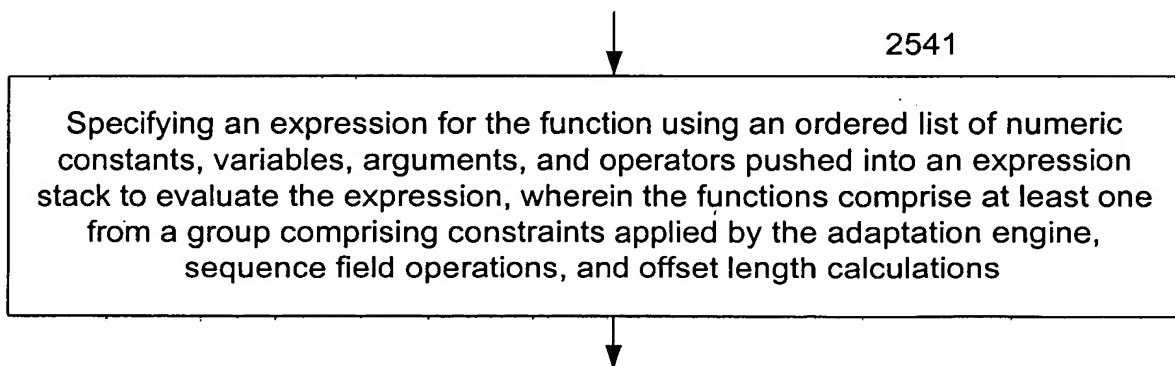 2541
Specifying an expression for the function using an ordered list of numeric
constants, variables, arguments, and operators pushed into an expression
stack to evaluate the expression, wherein the functions comprise at least one
from a group comprising constraints applied by the adaptation engine,
sequence field operations, and offset length calculations